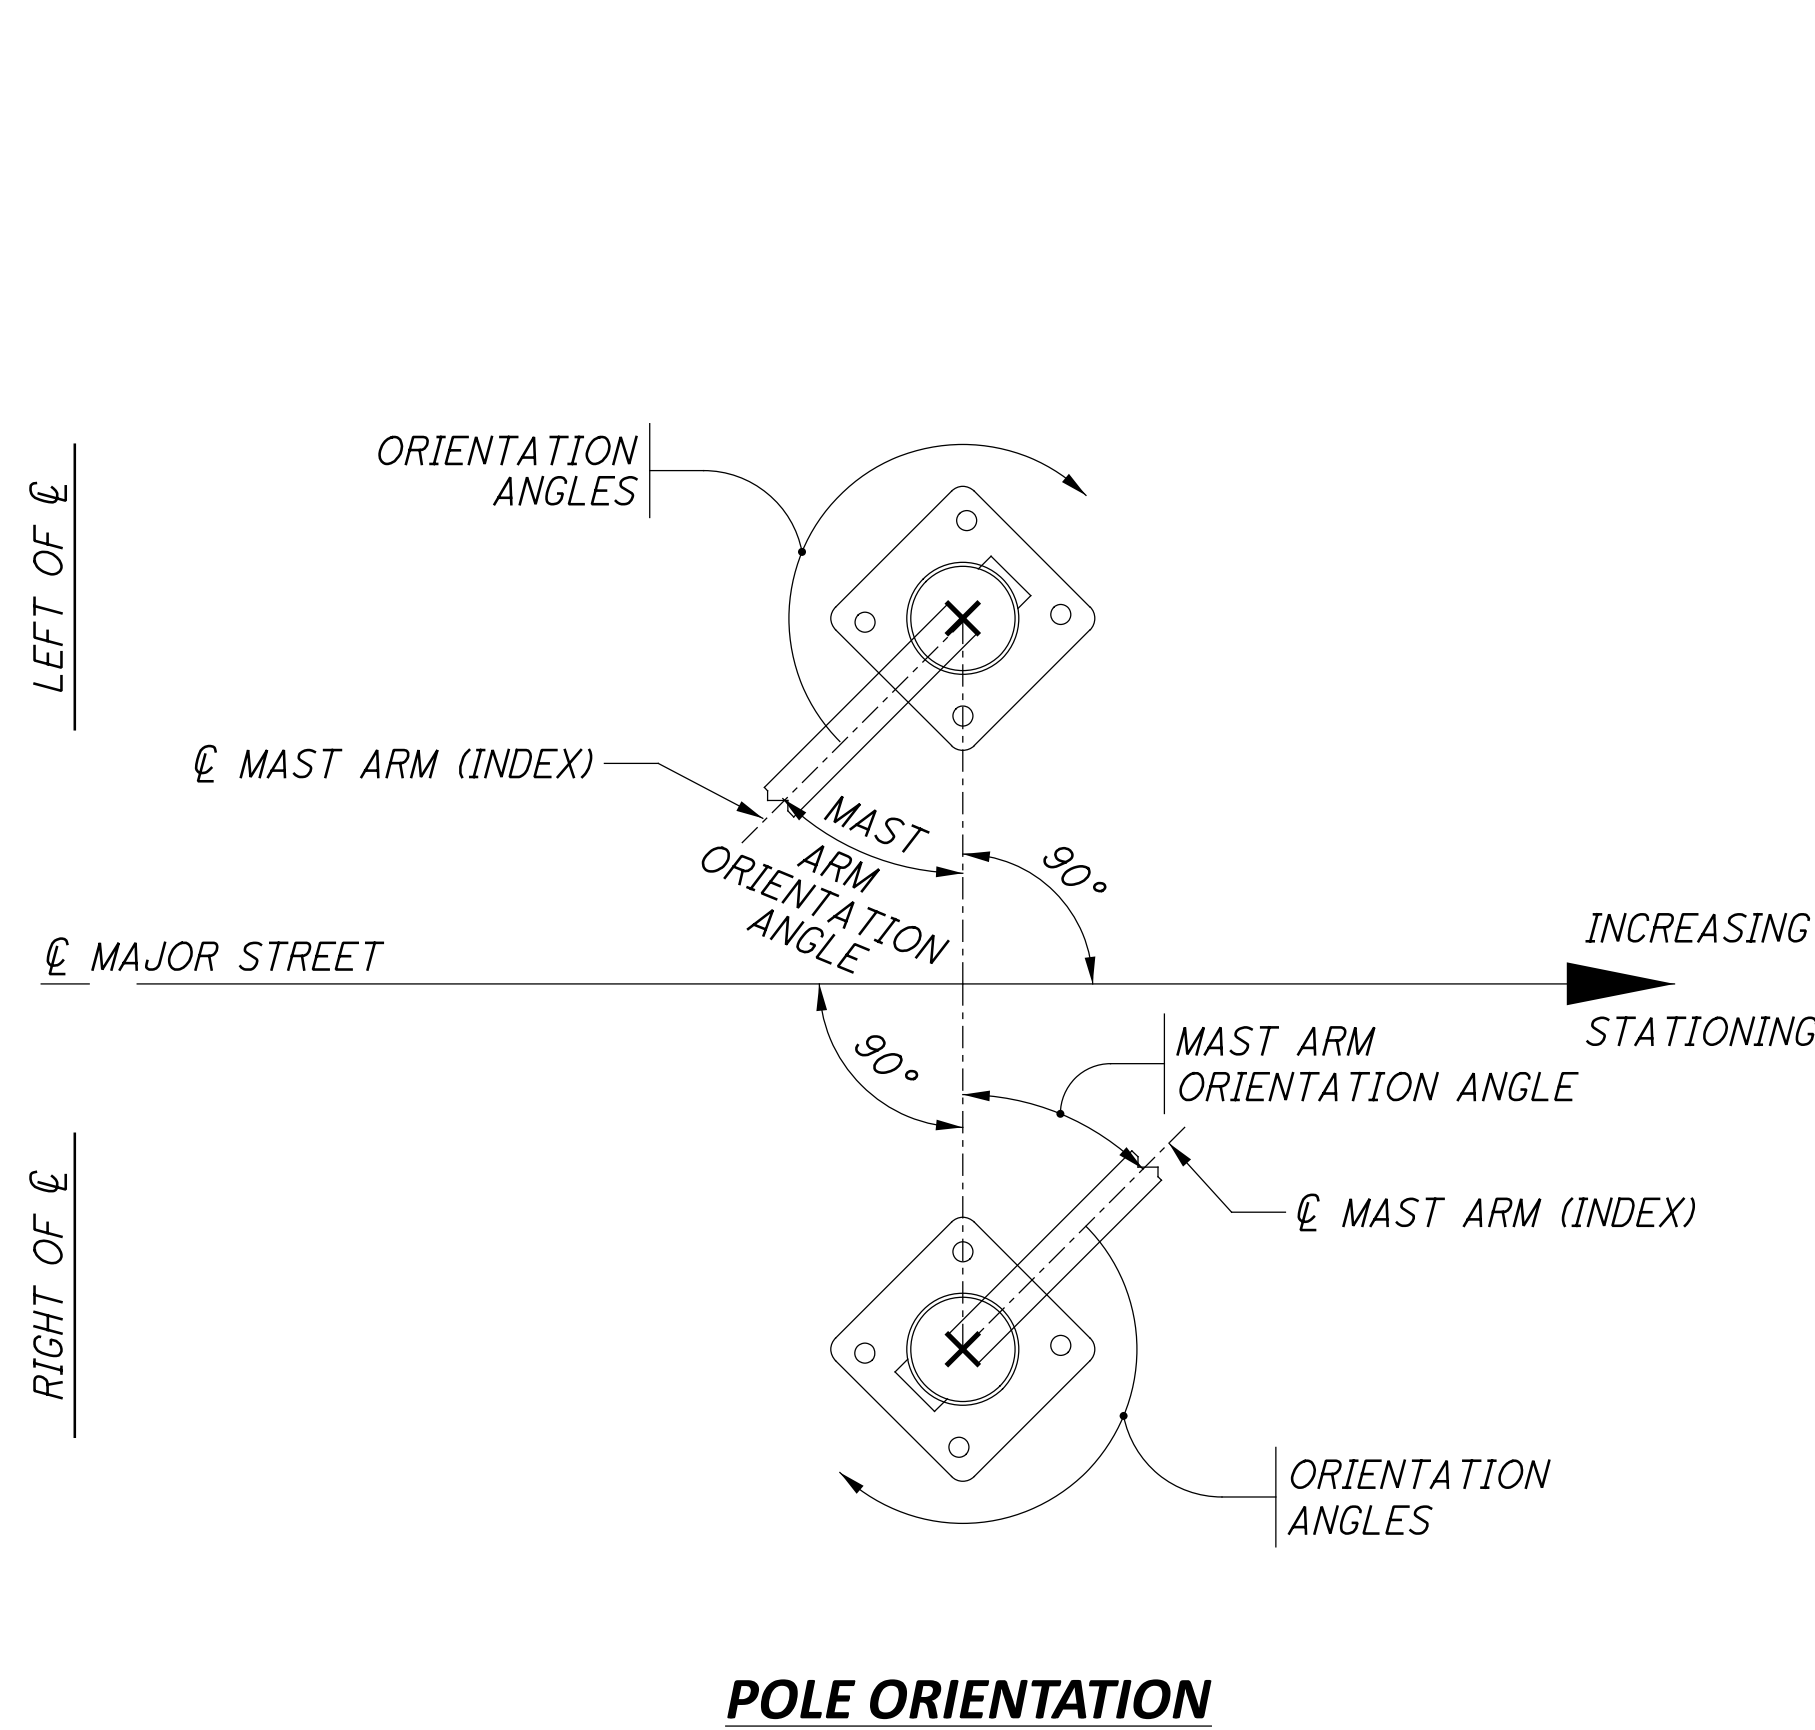 ORIENTATION
ANGLES
LEFT OF ℄
℄ MAST ARM (INDEX)
MAST
ARM
ORIENTATION
ANGLE
90°
℄ MAJOR STREET
INCREASING
STATIONING
90°
MAST ARM
ORIENTATION ANGLE
RIGHT OF ℄
℄ MAST ARM (INDEX)
ORIENTATION
ANGLES
POLE ORIENTATION